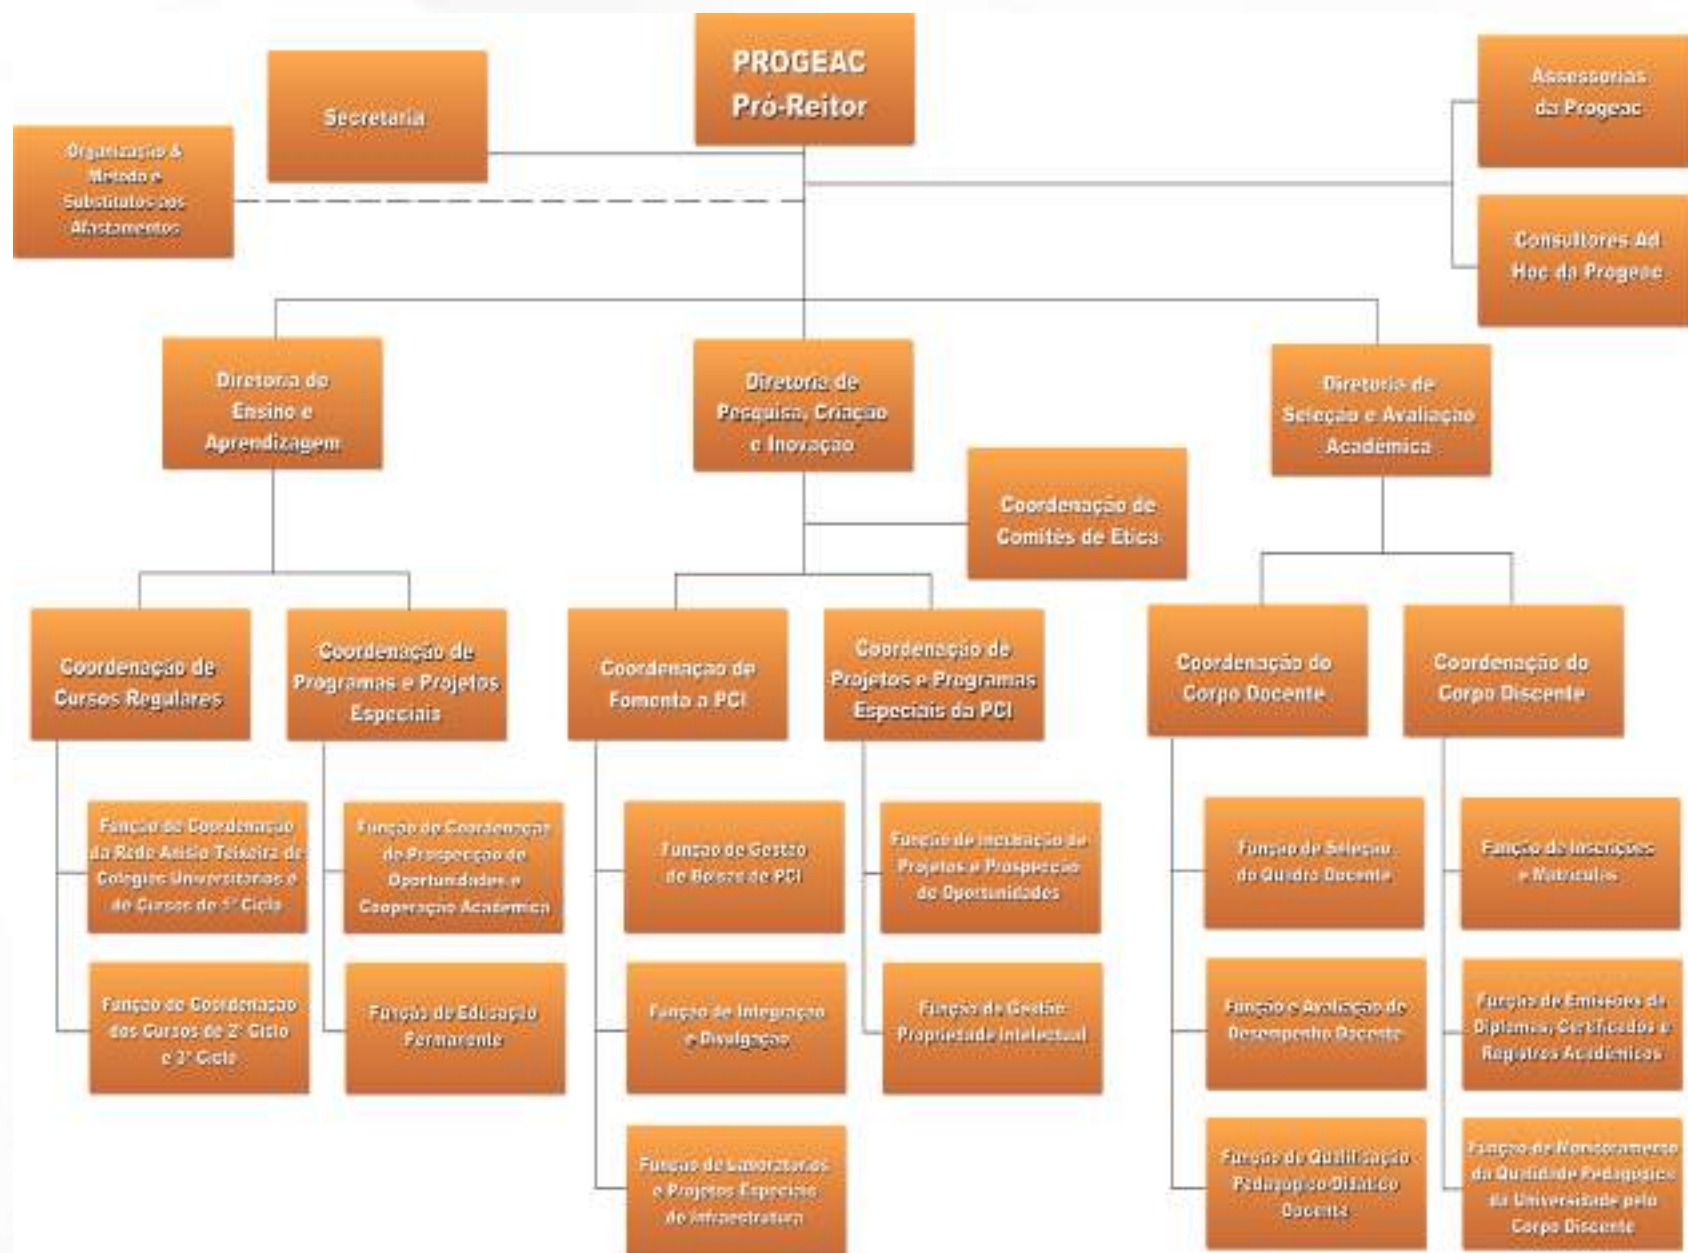 PROGEAC
Pró-Reitor
Secretaria
Assessorias
da Progeac
Organização &
Método e
Substitutos aos
Afastamentos
Consultores Ad
Hoc da Progeac
Diretoria de
Ensino e
Aprendizagem
Diretoria de
Pesquisa, Criação
e Inovação
Diretoria de
Seleção e Avaliação
Acadêmica
Coordenação de
Comitês de Ética
Coordenação de
Cursos Regulares
Coordenação de
Programas e Projetos
Especiais
Coordenação de
Fomento a PCI
Coordenação de
Projetos e Programas
Especiais da PCI
Coordenação do
Corpo Docente
Coordenação do
Corpo Discente
Função de Coordenação
da Rede Anísio Teixeira de
Colégios Universitários e
de Cursos de 1º Ciclo
Função de Coordenação
de Prospecção de
Oportunidades e
Cooperação Acadêmica
Função de Gestão
de Bolsas de PCI
Função de Incubação de
Projetos e Prospecção
de Oportunidades
Função de Seleção
do Quadro Docente
Função de Inscrições
e Matrículas
Função de Coordenação
dos Cursos de 2º Ciclo
e 3º Ciclo
Função de Educação
Permanente
Função de Integração
e Divulgação
Função de Gestão
Propriedade Intelectual
Função e Avaliação de
Desempenho Docente
Função de Emissões de
Diplomas, Certificados e
Registros Acadêmicos
Função de Laboratórios
e Projetos Especiais
de Infraestrutura
Função de Qualificação
Pedagógico-Didático
Docente
Função de Monitoramento
da Qualidade Pedagógica
da Universidade pelo
Corpo Discente